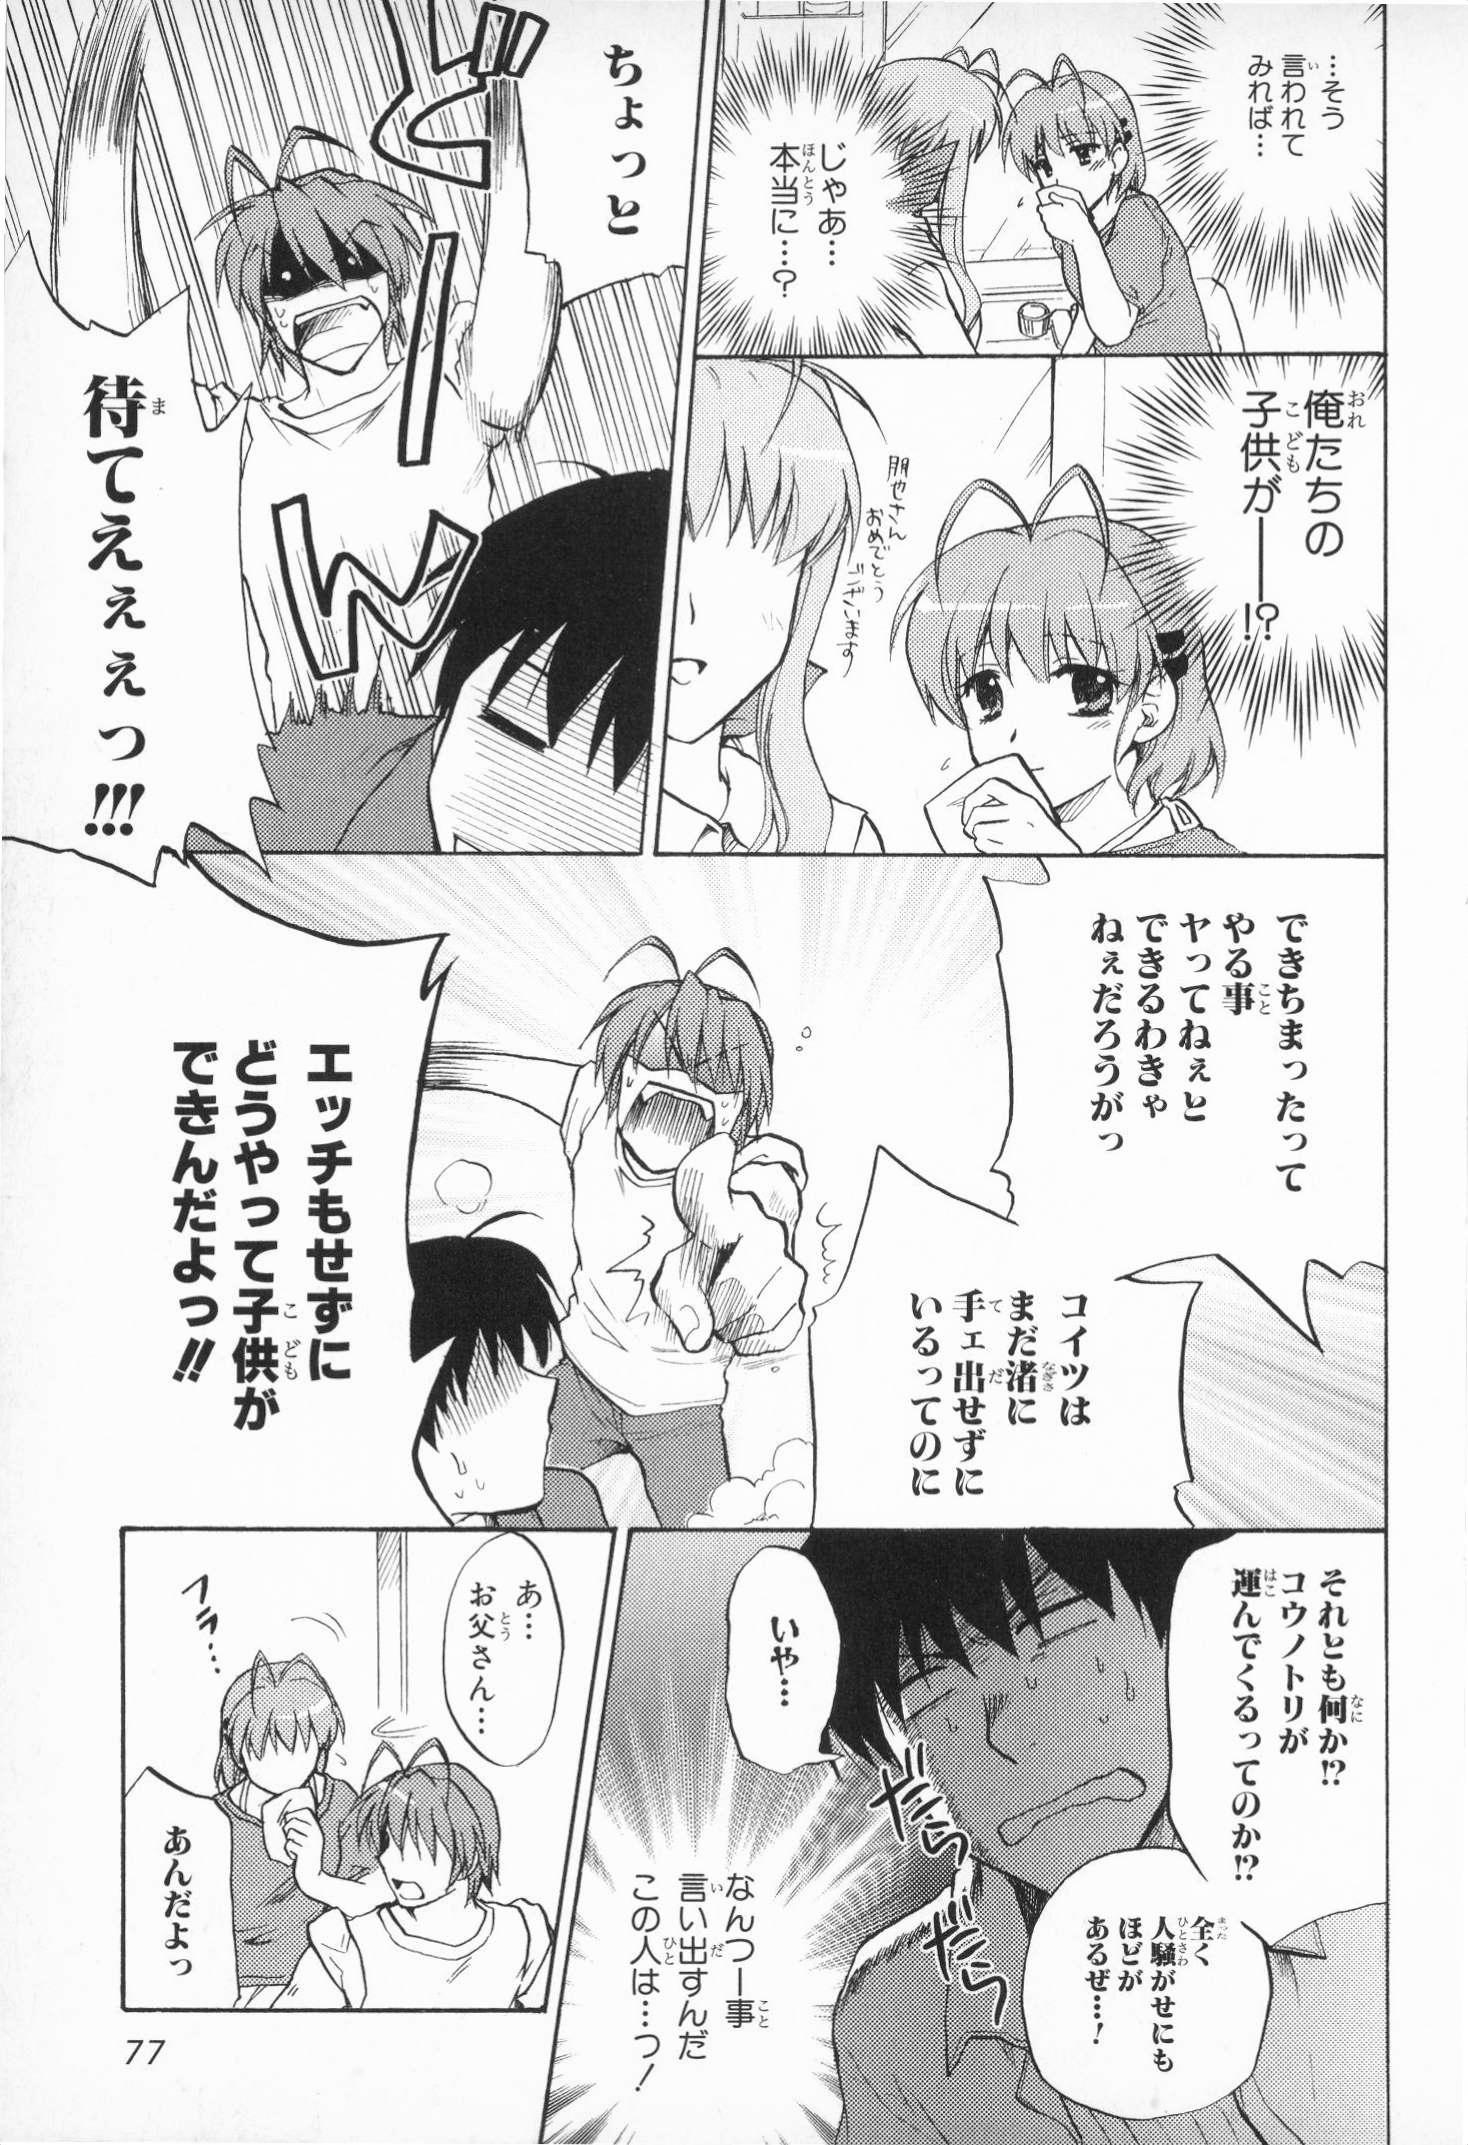 …そう
言われて
みれば…
じゃあ…
本当に…?
俺たちの
子供が――!?
朋也さん
おめでとう
ございます
ちょっと
どーん
待てえぇぇっ!!!
できちまったって
やる事
ヤってねぇと
できるわきゃ
ねぇだろうがっ
コイツは
まだ渚に
手ェ出せずに
いるってのに
エッチもせずに
どうやって子供が
できんだよっ!!
それとも何か!?
コウノトリが
運んでくるってのか!?
全く
人騒がせにも
ほどが
あるぜ…!
いや…
だら
だら
なんつー事
言い出すんだ
この人は…っ!
あ…
お父さん…
フラ…
あんだよっ
77